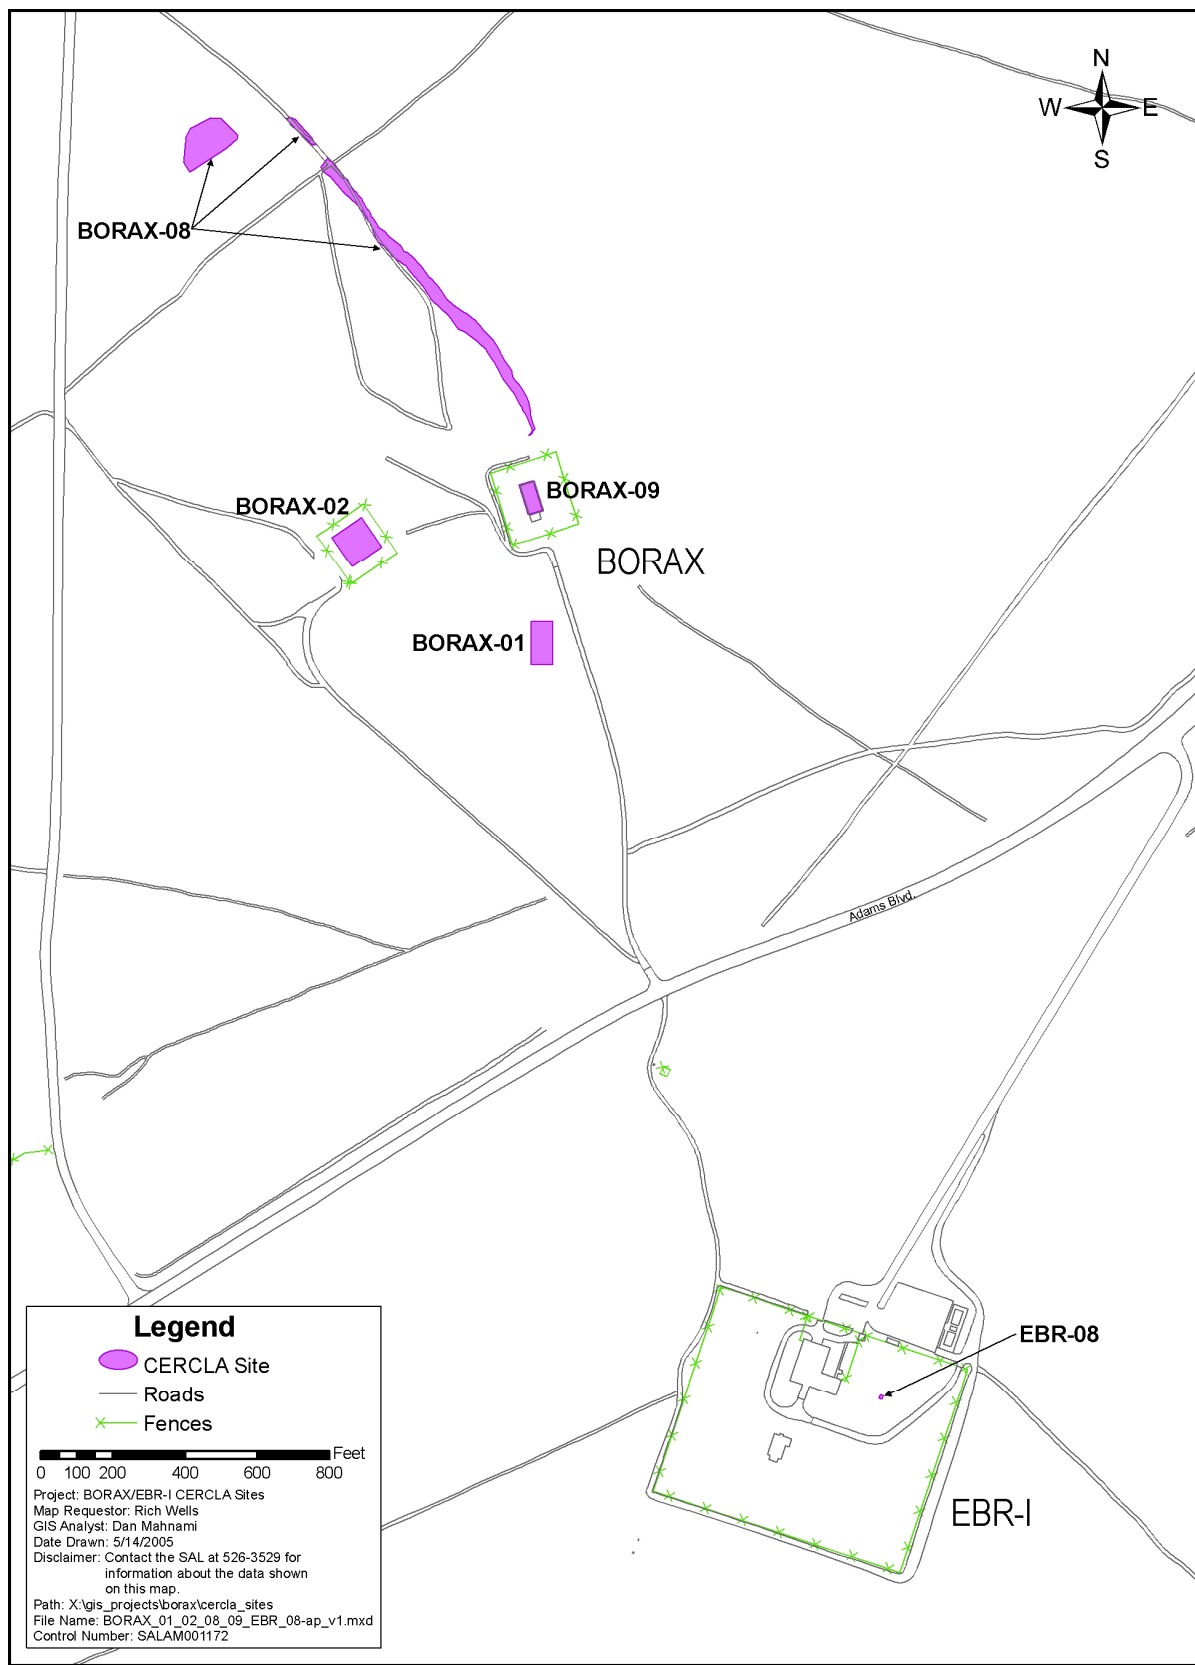 N
W E
S
BORAX-08
BORAX-02
BORAX-09
BORAX
BORAX-01
Adams Blvd.
EBR-08
EBR-I
Legend
CERCLA Site
Roads
Fences
Feet
0 100 200 400 600 800
Project: BORAX/EBR-I CERCLA Sites
Map Requestor: Rich Wells
GIS Analyst: Dan Mahnami
Date Drawn: 5/14/2005
Disclaimer: Contact the SAL at 526-3529 for
information about the data shown
on this map.
Path: X:\gis_projects\borax\cercla_sites
File Name: BORAX_01_02_08_09_EBR_08-ap_v1.mxd
Control Number: SALAM001172